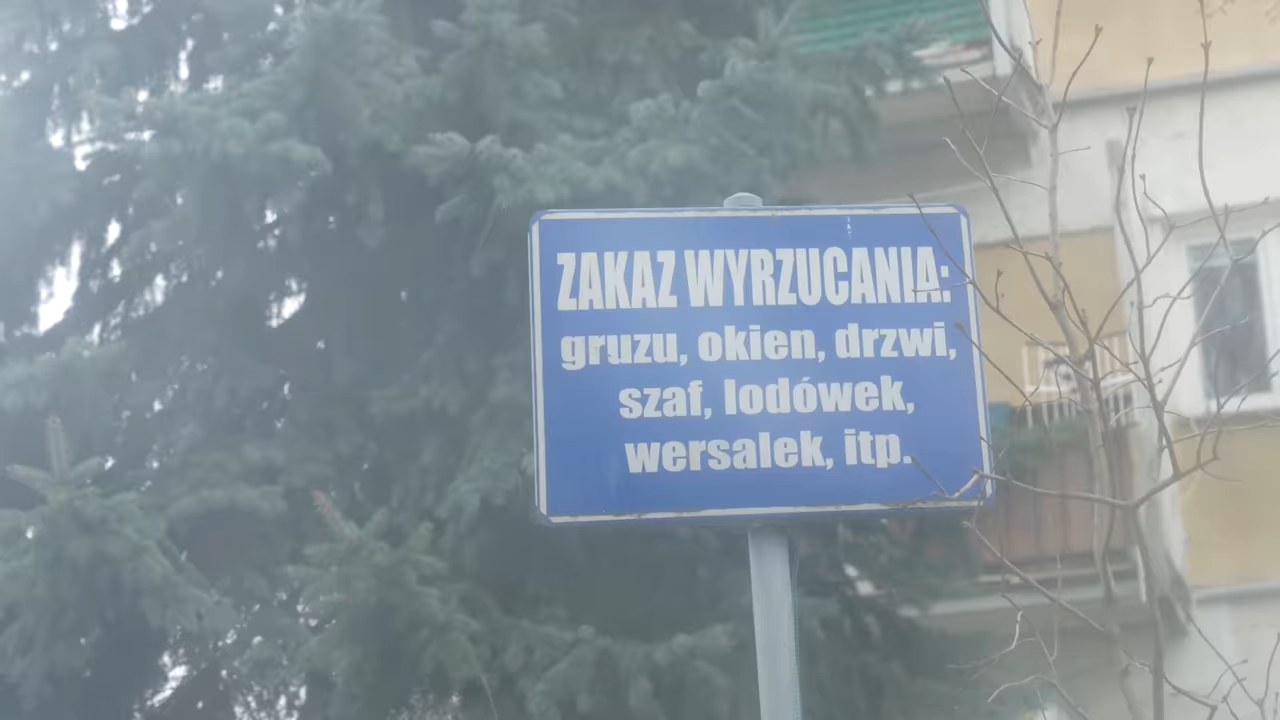 ZAKAZ WYRZUCANIA:
gruzu, okien, drzwi,
szaf, lodówek,
wersalek, itp.